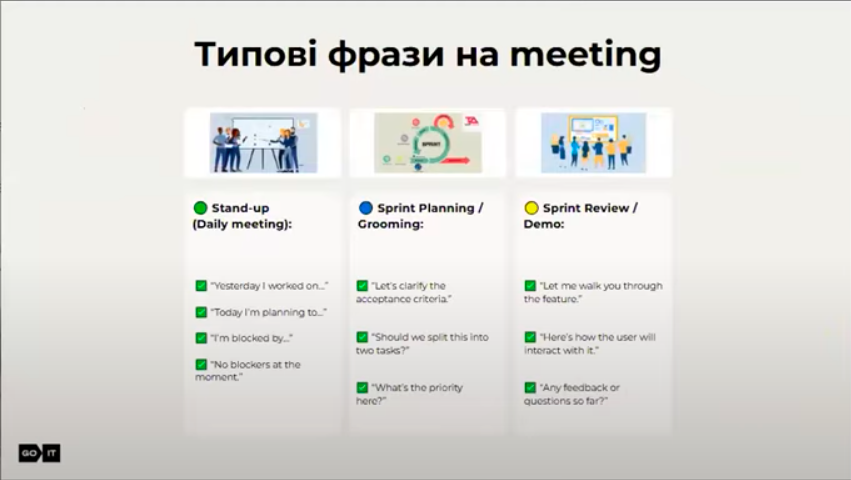 Типові фрази на meeting
SPRINT
Stand-up
(Daily meeting):
"Yesterday I worked on..."
"Today I'm planning to..."
"I'm blocked by..."
"No blockers at the
moment."
Sprint Planning /
Grooming:
"Let's clarify the
acceptance criteria."
"Should we split this into
two tasks?"
"What's the priority
here?"
Sprint Review /
Demo:
"Let me walk you through
the feature."
"Here's how the user will
interact with it."
"Any feedback or
questions so far?"
GO IT